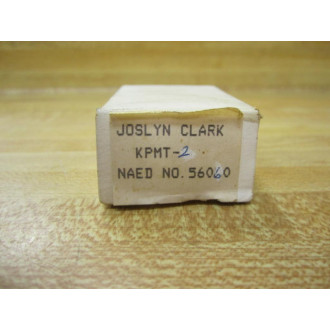 JOSLYN CLARK
KPMT-2
NAED NO. 56060